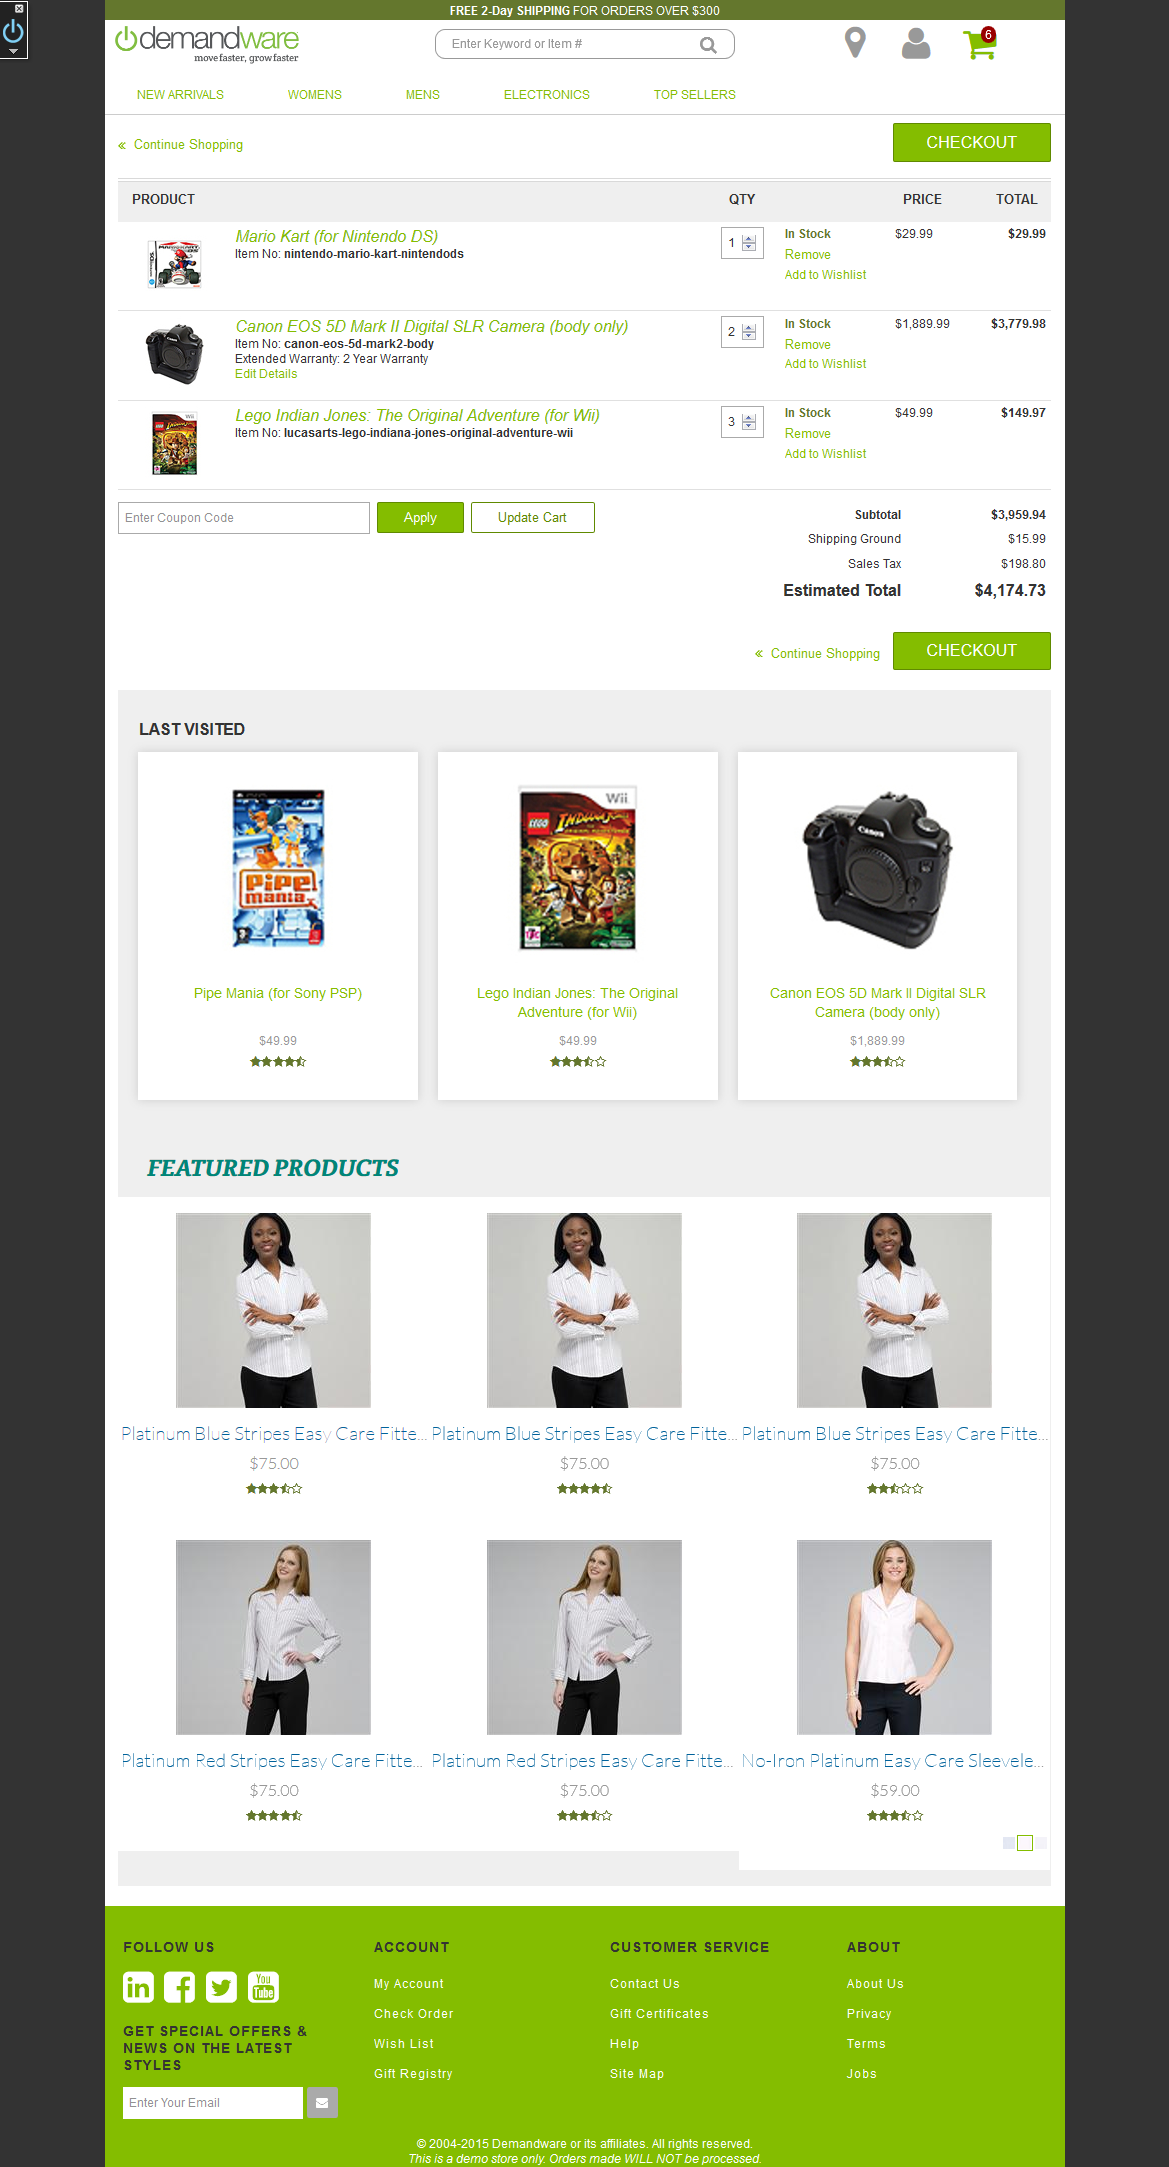 FREE 2-Day SHIPPING FOR ORDERS OVER $300
demandware
move faster, grow faster
Enter Keyword or Item #
6
NEW ARRIVALS WOMENS MENS ELECTRONICS TOP SELLERS
« Continue Shopping
CHECKOUT
PRODUCT QTY PRICE TOTAL
Mario Kart (for Nintendo DS)
Item No: nintendo-mario-kart-nintendods
1
In Stock
Remove
Add to Wishlist
$29.99
$29.99
Canon EOS 5D Mark II Digital SLR Camera (body only)
Item No: canon-eos-5d-mark2-body
Extended Warranty: 2 Year Warranty
Edit Details
2
In Stock
Remove
Add to Wishlist
$1,889.99
$3,779.98
Lego Indian Jones: The Original Adventure (for Wii)
Item No: lucasarts-lego-indiana-jones-original-adventure-wii
3
In Stock
Remove
Add to Wishlist
$49.99
$149.97
Enter Coupon Code
Apply
Update Cart
Subtotal $3,959.94
Shipping Ground $15.99
Sales Tax $198.80
Estimated Total $4,174.73
« Continue Shopping
CHECKOUT
LAST VISITED
Pipe mania
Wii
LEGO
Canon
Pipe Mania (for Sony PSP)
$49.99
Lego Indian Jones: The Original
Adventure (for Wii)
$49.99
Canon EOS 5D Mark II Digital SLR
Camera (body only)
$1,889.99
FEATURED PRODUCTS
Platinum Blue Stripes Easy Care Fitte...
$75.00
Platinum Blue Stripes Easy Care Fitte...
$75.00
Platinum Blue Stripes Easy Care Fitte...
$75.00
Platinum Red Stripes Easy Care Fitte...
$75.00
Platinum Red Stripes Easy Care Fitte...
$75.00
No-Iron Platinum Easy Care Sleevele...
$59.00
FOLLOW US
in
You Tube
GET SPECIAL OFFERS &
NEWS ON THE LATEST
STYLES
Enter Your Email
ACCOUNT
My Account
Check Order
Wish List
Gift Registry
CUSTOMER SERVICE
Contact Us
Gift Certificates
Help
Site Map
ABOUT
About Us
Privacy
Terms
Jobs
© 2004-2015 Demandware or its affiliates. All rights reserved.
This is a demo store only. Orders made WILL NOT be processed.